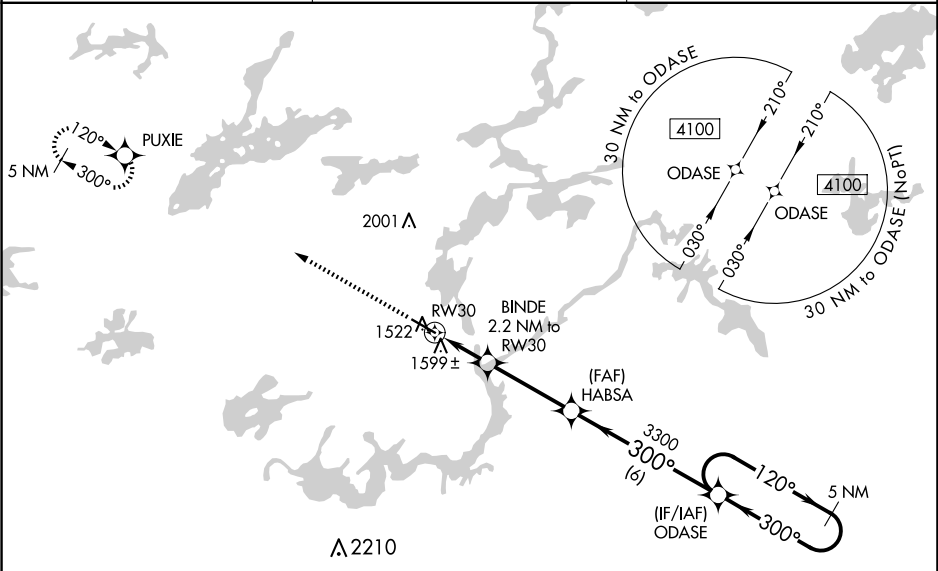 30 NM to ODASE
210°
4100
ODASE
030°
210°
4100
ODASE
030°
30 NM to ODASE (NoPT)
120°
PUXIE
5 NM
300°
2001
RW30
1522
1599 ±
BINDE
2.2 NM to
RW30
(FAF)
HABSA
3300
300°
(6)
120°
5 NM
(IF/IAF)
ODASE
300°
2210